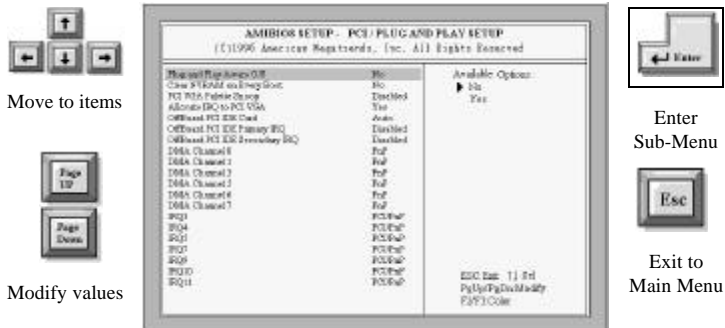 Move to items
Page
UP
Page
Down
Modify values
AMIBIOS SETUP - PCI / PLUG AND PLAY SETUP
(C)1996 American Megatrends, Inc. All Rights Reserved
Plug and Play Aware O/S No
Clear NVRAM on Every Boot No
PCI VGA Palette Snoop Disabled
Allocate IRQ to PCI VGA Yes
OffBoard PCI IDE Card Auto
OffBoard PCI IDE Primary IRQ Disabled
OffBoard PCI IDE Secondary IRQ Disabled
DMA Channel 0 PnP
DMA Channel 1 PnP
DMA Channel 3 PnP
DMA Channel 5 PnP
DMA Channel 6 PnP
DMA Channel 7 PnP
IRQ3 PCI/PnP
IRQ4 PCI/PnP
IRQ5 PCI/PnP
IRQ7 PCI/PnP
IRQ9 PCI/PnP
IRQ10 PCI/PnP
IRQ11 PCI/PnP
Available Options:
No
Yes
ESC:Exit ↑↓:Sel
PgUp/PgDn:Modify
F2/F3:Color
Enter
Enter
Sub-Menu
Esc
Exit to
Main Menu